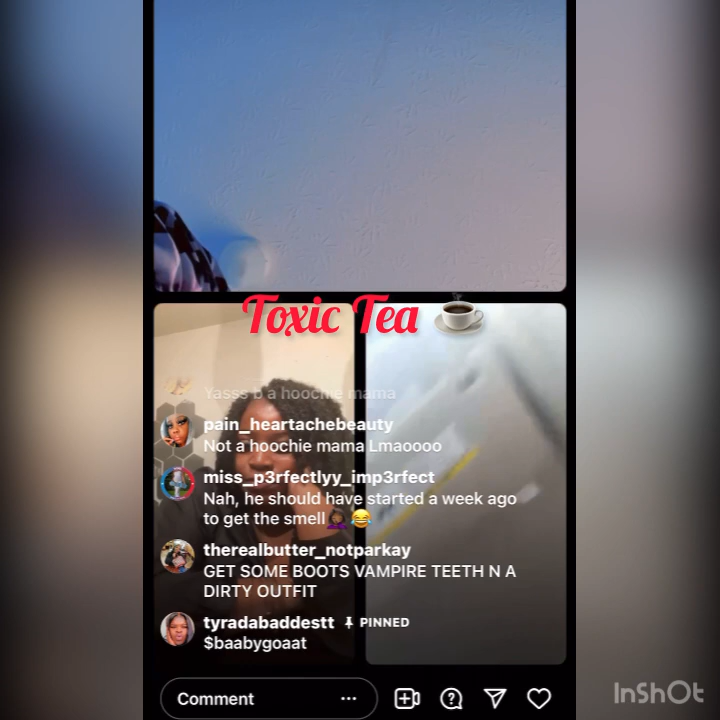 Toxic Tea
Yasss b a hoochie mama
pain_heartachebeauty
Not a hoochie mama Lmaoooo
miss_p3rfectlyy_imp3rfect
Nah, he should have started a week ago
to get the smell🤦🏾‍♀️😂
therealbutter_notparkay
GET SOME BOOTS VAMPIRE TEETH N A
DIRTY OUTFIT
tyradabaddestt PINNED
$baabygoaat
Comment
InShOt